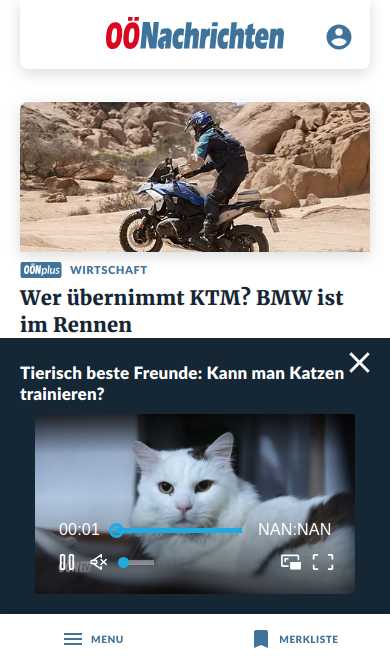 OÖNachrichten
OÖNplus WIRTSCHAFT
Wer übernimmt KTM? BMW ist
im Rennen
Tierisch beste Freunde: Kann man Katzen
trainieren?
00:01 NAN:NAN
MENU MERKLISTE